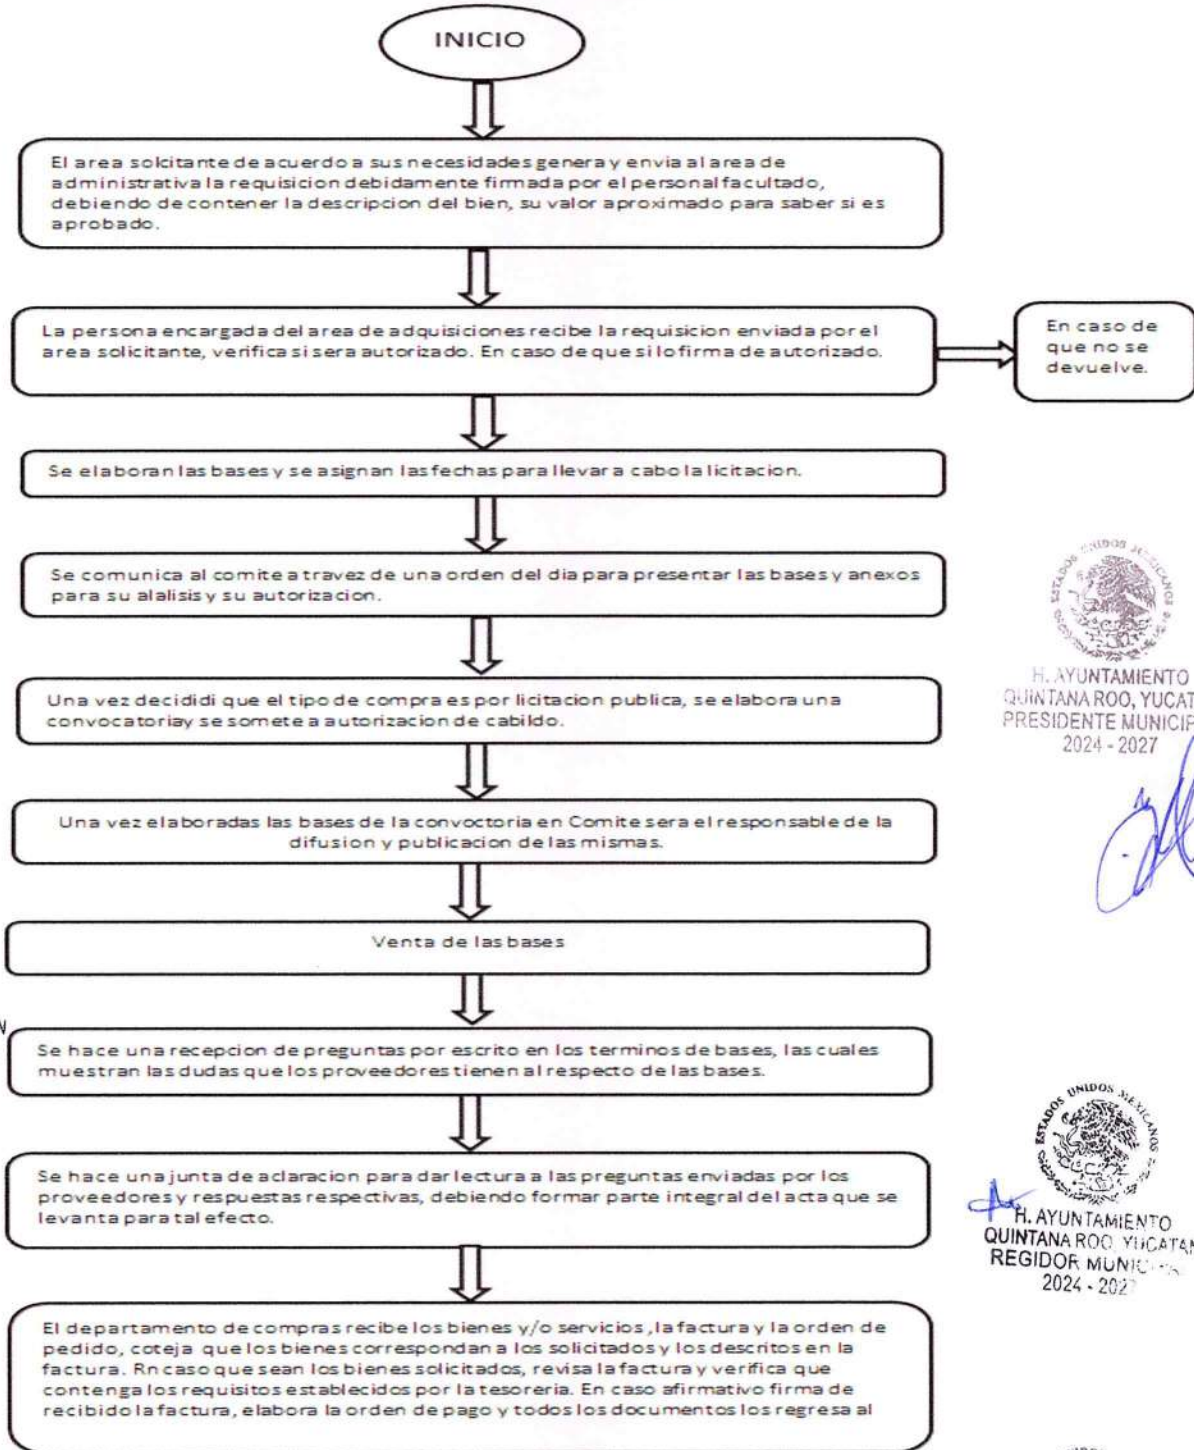 INICIO
El area solcitante de acuerdo a sus necesidades genera y envia al area de
administrativa la requisicion debidamente firmada por el personal facultado,
debiendo de contener la descripcion del bien, su valor aproximado para saber si es
aprobado.
La persona encargada del area de adquisiciones recibe la requisicion enviada por el
area solicitante, verifica si sera autorizado. En caso de que si lo firma de autorizado.
En caso de
que no se
devuelve.
Se elaboran las bases y se asignan las fechas para llevar a cabo la licitacion.
Se comunica al comite a travez de una orden del dia para presentar las bases y anexos
para su alalisis y su autorizacion.
ESTADOS UNIDOS MEXICANOS
H. AYUNTAMIENTO
QUINTANA ROO, YUCAT
PRESIDENTE MUNICIP
2024 - 2027
Una vez decididi que el tipo de compra es por licitacion publica, se elabora una
convocatoriay se somete a autorizacion de cabildo.
Una vez elaboradas las bases de la convoctoria en Comite sera el responsable de la
difusion y publicacion de las mismas.
Venta de las bases
N
Se hace una recepcion de preguntas por escrito en los terminos de bases, las cuales
muestran las dudas que los proveedores tienen al respecto de las bases.
Se hace una junta de aclaracion para dar lectura a las preguntas enviadas por los
proveedores y respuestas respectivas, debiendo formar parte integral del acta que se
levanta para tal efecto.
ESTADOS UNIDOS MEXICANOS
H. AYUNTAMIENTO
QUINTANA ROO, YUCATAN
REGIDOR
2024 - 202
El departamento de compras recibe los bienes y/o servicios ,la factura y la orden de
pedido, coteja que los bienes correspondan a los solicitados y los descritos en la
factura. Rn caso que sean los bienes solicitados, revisa la factura y verifica que
contenga los requisitos establecidos por la tesoreria. En caso afirmativo firma de
recibido la factura, elabora la orden de pago y todos los documentos los regresa al